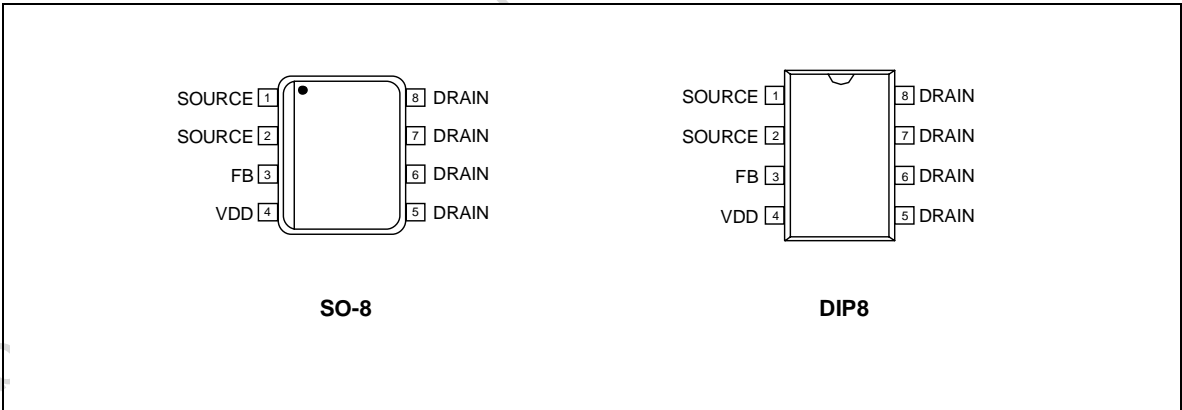 SOURCE 1 8 DRAIN
SOURCE 2 7 DRAIN
FB 3 6 DRAIN
VDD 4 5 DRAIN
SO-8
SOURCE 1 8 DRAIN
SOURCE 2 7 DRAIN
FB 3 6 DRAIN
VDD 4 5 DRAIN
DIP8